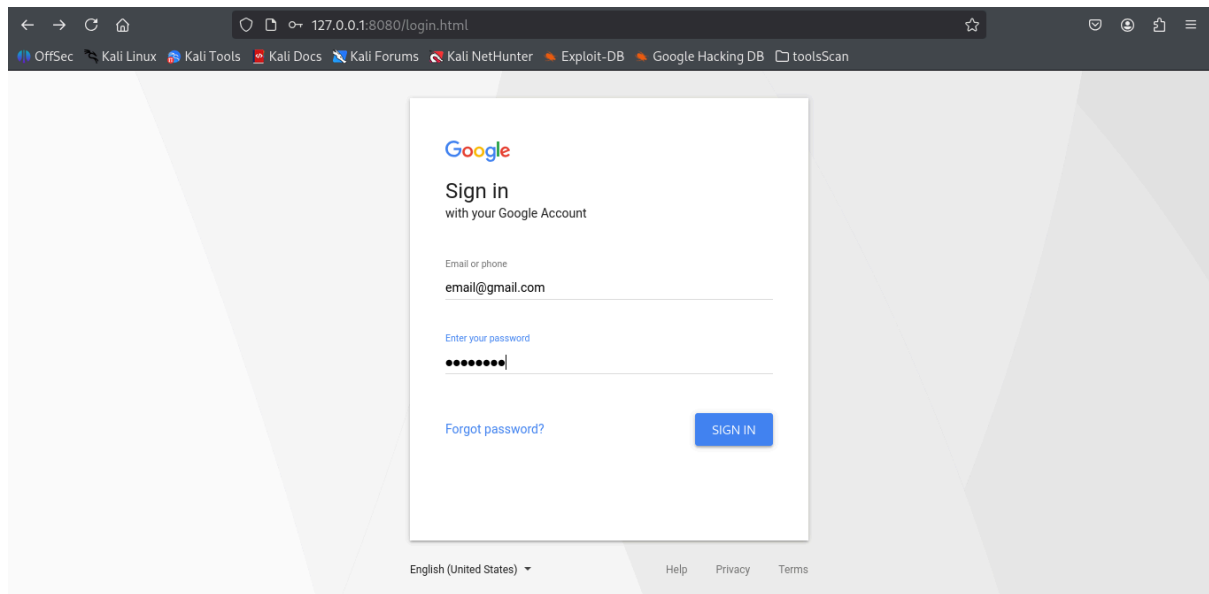 127.0.0.1:8080/login.html
OffSec Kali Linux Kali Tools Kali Docs Kali Forums Kali NetHunter Exploit-DB Google Hacking DB toolsScan
Google
Sign in
with your Google Account
Email or phone
email@gmail.com
Enter your password
Forgot password? SIGN IN
English (United States) Help Privacy Terms